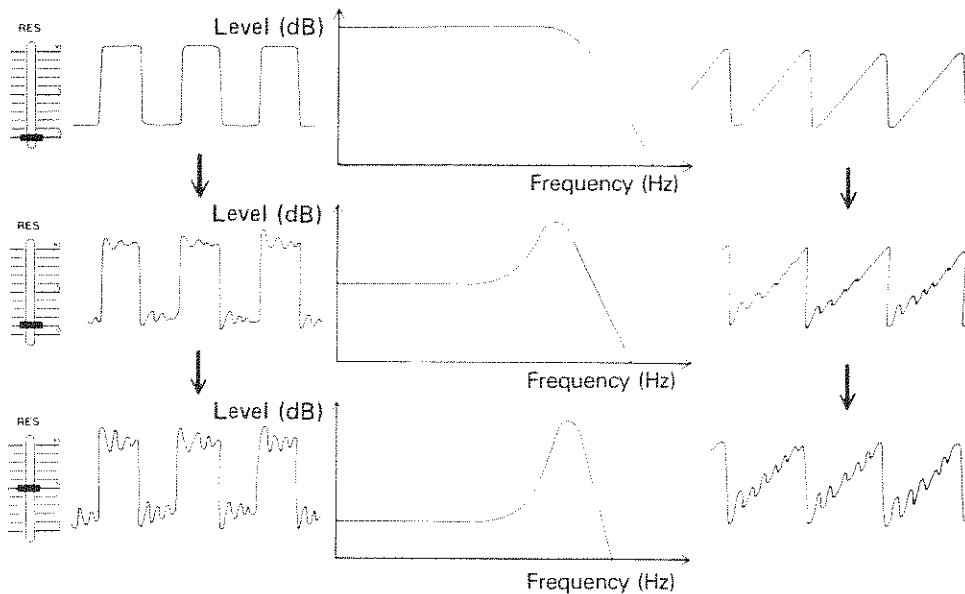 RES
Level (dB)
Frequency (Hz)
RES
Level (dB)
Frequency (Hz)
RES
Level (dB)
Frequency (Hz)